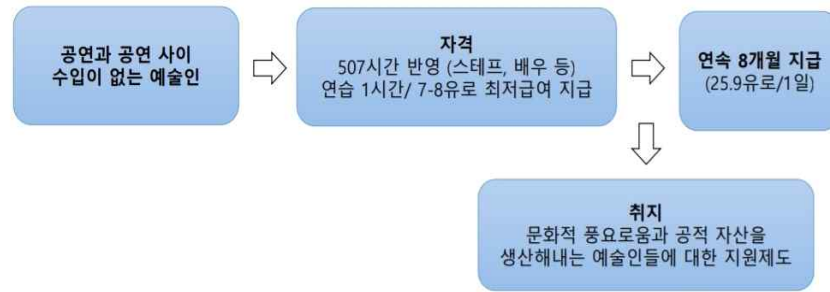 공연과 공연 사이
수입이 없는 예술인
자격
507시간 반영 (스테프, 배우 등)
연습 1시간/ 7-8유로 최저급여 지급
연속 8개월 지급
(25.9유로/1일)
취지
문화적 풍요로움과 공적 자산을
생산해내는 예술인들에 대한 지원제도